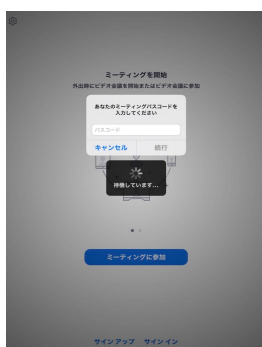 ミーティングを開始
外出時にビデオ会議を開始またはビデオ会議に参加
あなたのミーティングパスコードを
入力してください
パスコード
キャンセル 続行
待機しています...
ミーティングに参加
サインアップ サインイン